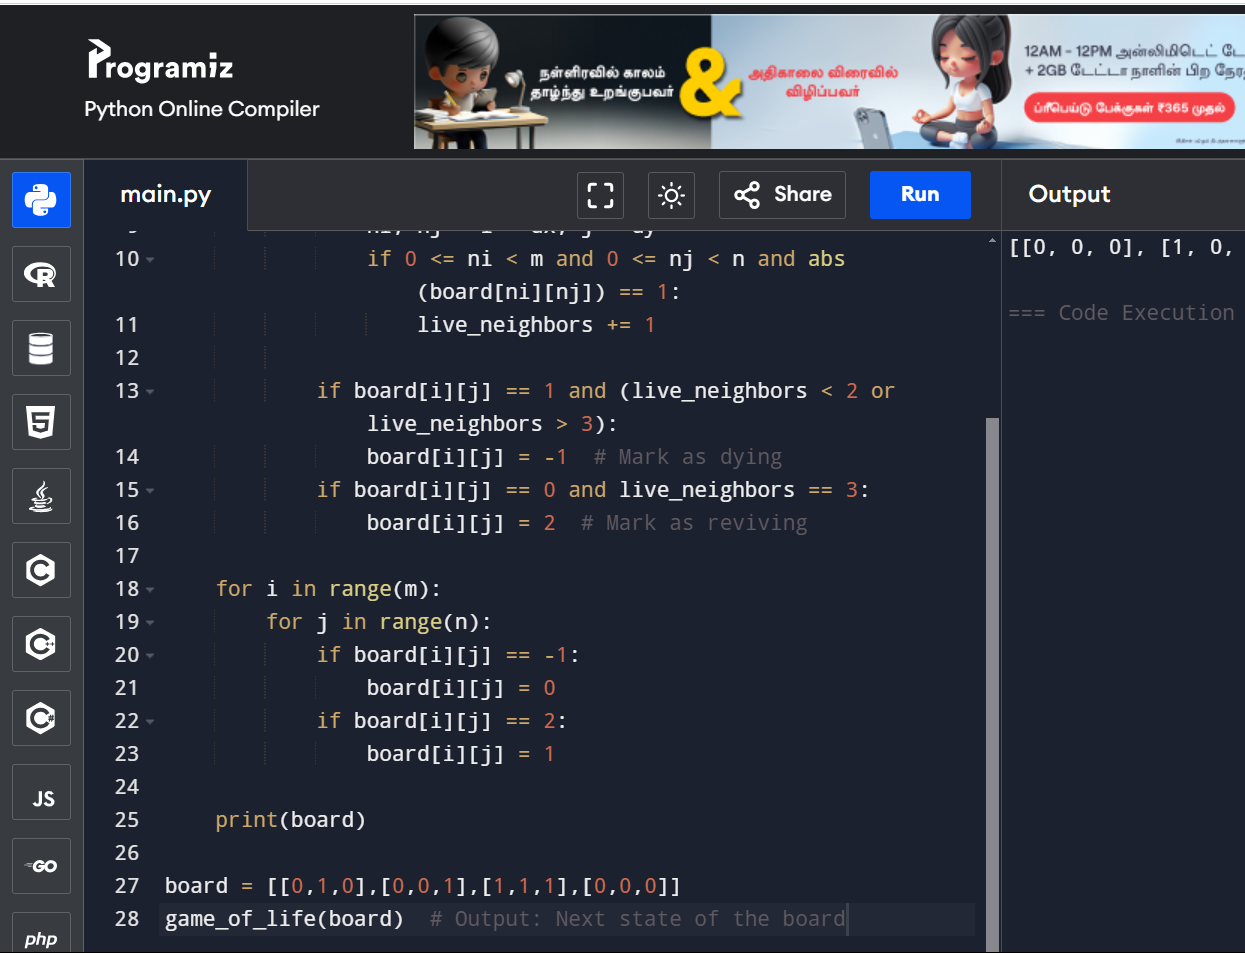 Programiz
Python Online Compiler
நள்ளிரவில் காலம்
தாழ்ந்து உறங்குபவர்
&
அதிகாலை விரைவில்
விழிப்பவர்
12AM – 12PM அன்லிமிடெட் டே
+ 2GB டேட்டா நாளின் பிற நேர
ப்ரீபெய்டு பேக்குகள் ₹365 முதல்
main.py
Share
Run
Output
10 if 0 <= ni < m and 0 <= nj < n and abs
(board[ni][nj]) == 1:
11 live_neighbors += 1
12
13 if board[i][j] == 1 and (live_neighbors < 2 or
live_neighbors > 3):
14 board[i][j] = -1  # Mark as dying
15 if board[i][j] == 0 and live_neighbors == 3:
16 board[i][j] = 2  # Mark as reviving
17
18 for i in range(m):
19 for j in range(n):
20 if board[i][j] == -1:
21 board[i][j] = 0
22 if board[i][j] == 2:
23 board[i][j] = 1
24
25 print(board)
26
27 board = [[0,1,0],[0,0,1],[1,1,1],[0,0,0]]
28 game_of_life(board)  # Output: Next state of the board
[[0, 0, 0], [1, 0,
=== Code Execution
R
5
C
C++
C#
JS
GO
php